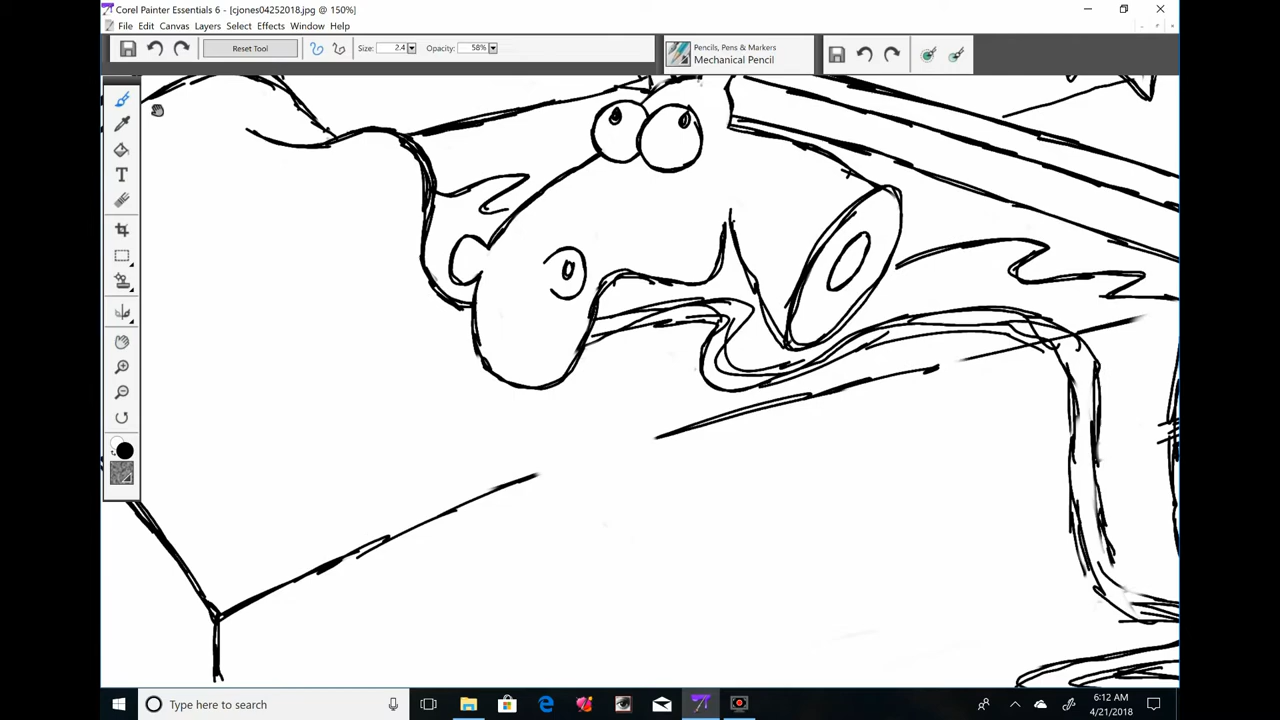 Corel Painter Essentials 6 - [cjones04252018.jpg @ 150%]
File Edit Canvas Layers Select Effects Window Help
Reset Tool Size: 2.4 Opacity: 58% Pencils, Pens & Markers
Mechanical Pencil
Type here to search
6:12 AM
4/21/2018